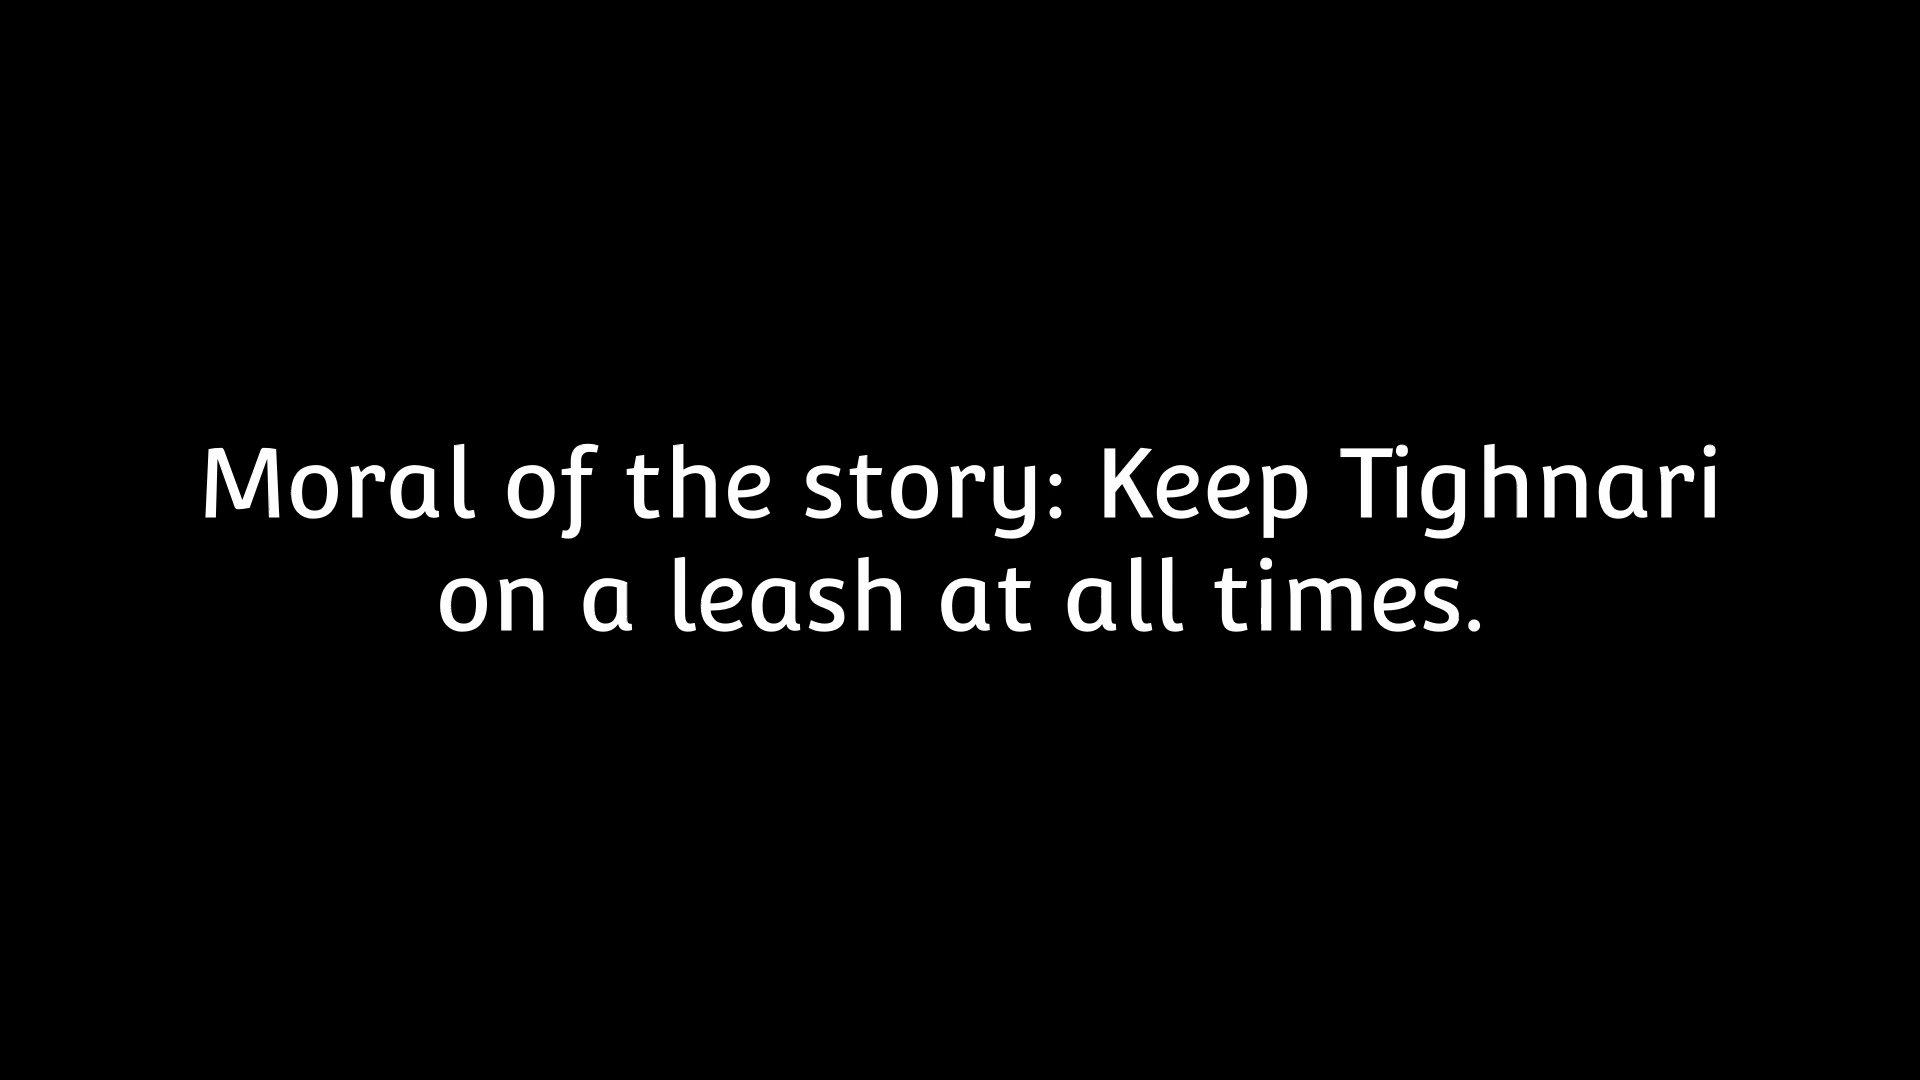 Moral of the story: Keep Tighnari
on a leash at all times.